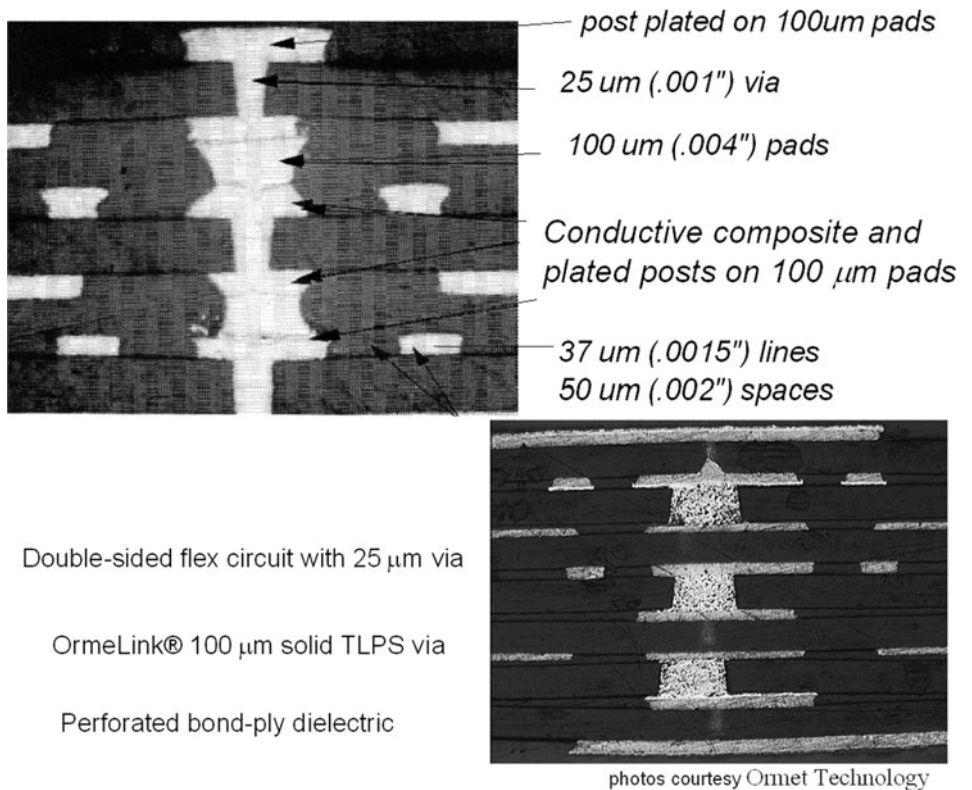 post plated on 100um pads
25 um (.001") via
100 um (.004") pads
Conductive composite and
plated posts on 100 μm pads
37 um (.0015") lines
50 um (.002") spaces
Double-sided flex circuit with 25 μm via
OrmeLink® 100 μm solid TLPS via
Perforated bond-ply dielectric
photos courtesy Ormet Technology